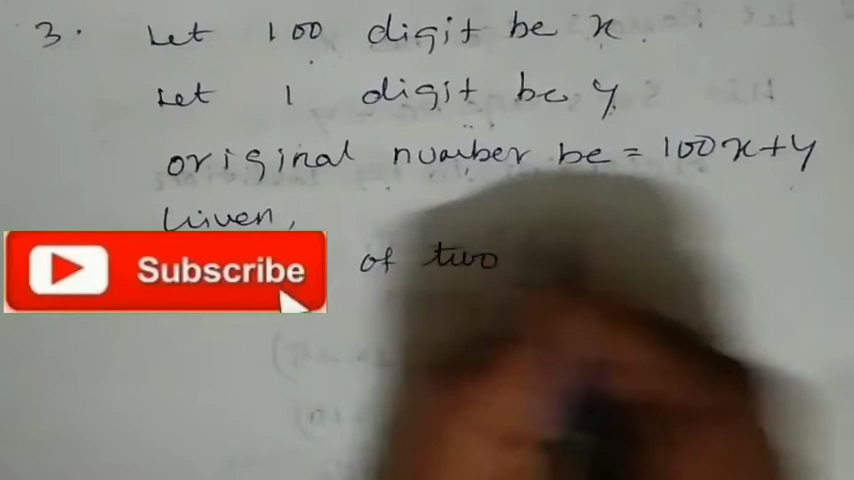 3. Let 100 digit be x.
Let 1 digit be y
original number be = 100x+y
Given,
Subscribe
of two